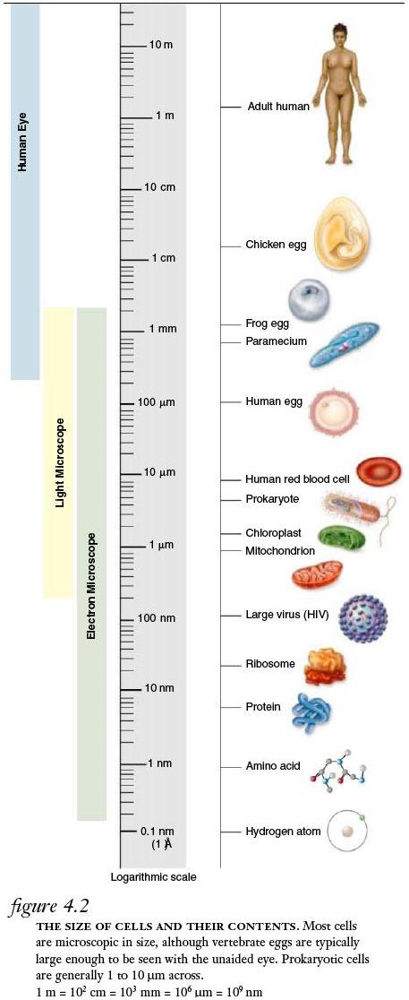 Human Eye
Light Microscope
Electron Microscope
10 m
1 m
10 cm
1 cm
1 mm
100 µm
10 µm
1 µm
100 nm
10 nm
1 nm
0.1 nm
(1 Å
Logarithmic scale
Adult human
Chicken egg
Frog egg
Paramecium
Human egg
Human red blood cell
Prokaryote
Chloroplast
Mitochondrion
Large virus (HIV)
Ribosome
Protein
Amino acid
Hydrogen atom
figure 4.2
THE SIZE OF CELLS AND THEIR CONTENTS. Most cells
are microscopic in size, although vertebrate eggs are typically
large enough to be seen with the unaided eye. Prokaryotic cells
are generally 1 to 10 µm across.
1 m = 10² cm = 10³ mm = 10⁶ µm = 10⁹ nm